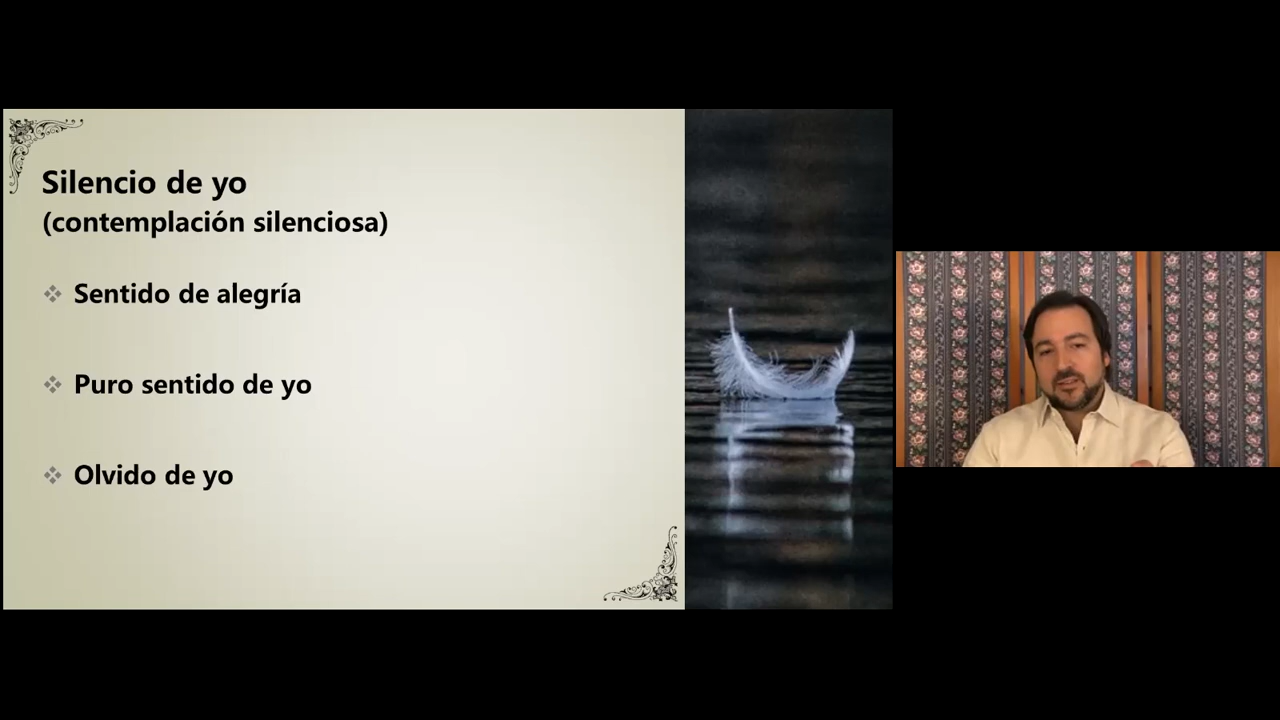 Silencio de yo
(contemplación silenciosa)
Sentido de alegría
Puro sentido de yo
Olvido de yo